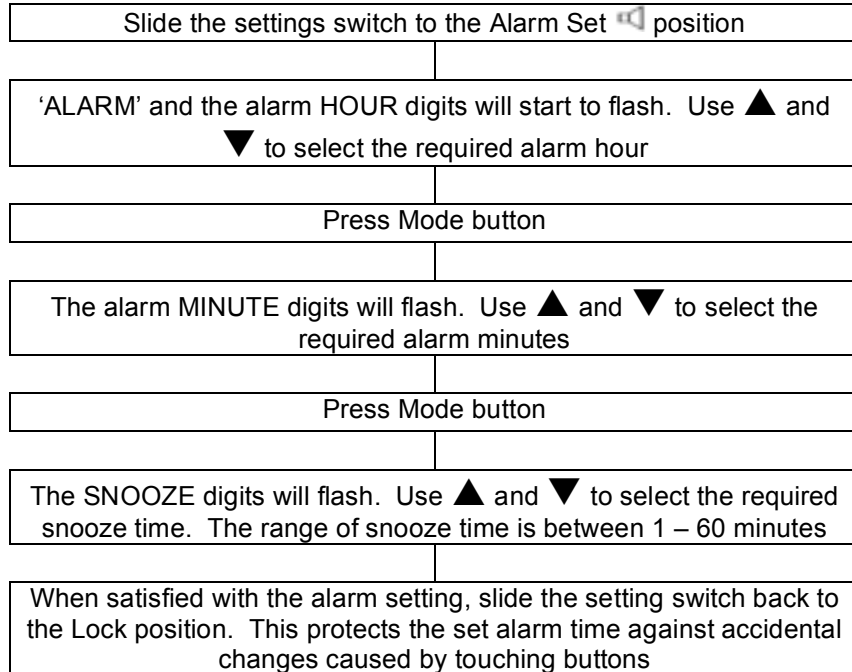 Slide the settings switch to the Alarm Set position
‘ALARM’ and the alarm HOUR digits will start to flash.  Use ▲ and
▼ to select the required alarm hour
Press Mode button
The alarm MINUTE digits will flash.  Use ▲ and ▼ to select the
required alarm minutes
Press Mode button
The SNOOZE digits will flash.  Use ▲ and ▼ to select the required
snooze time.  The range of snooze time is between 1 – 60 minutes
When satisfied with the alarm setting, slide the setting switch back to
the Lock position.  This protects the set alarm time against accidental
changes caused by touching buttons